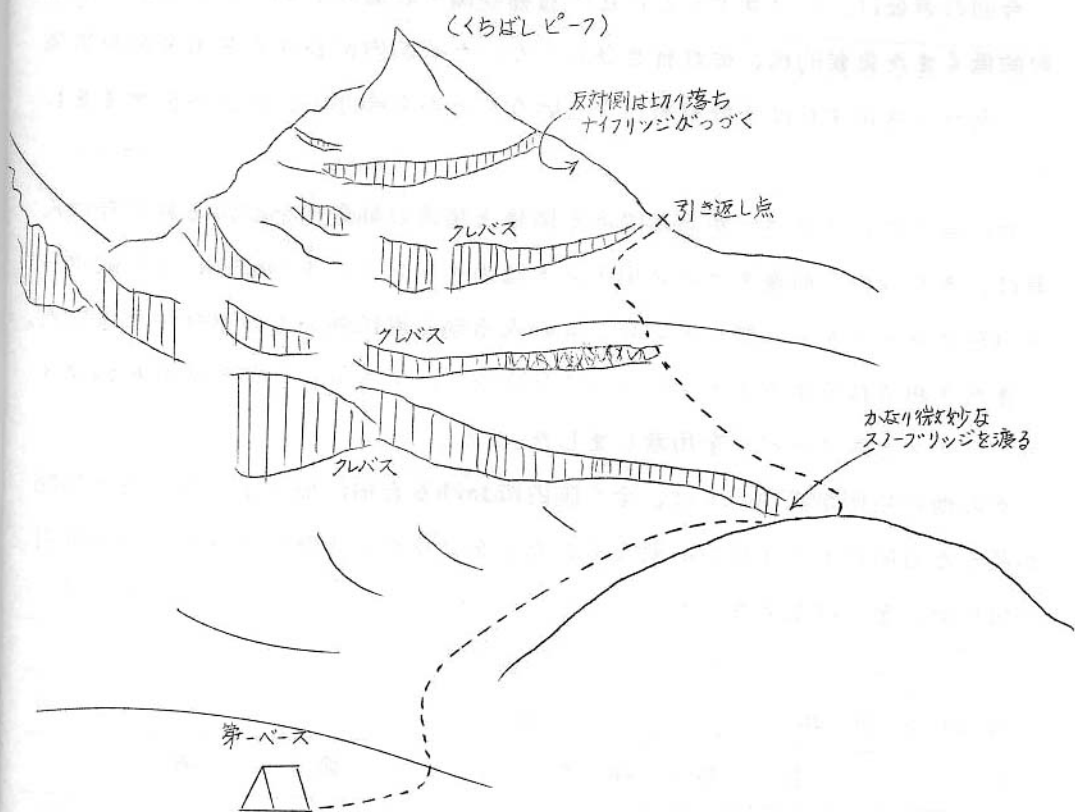 (くちばしピーク)
反対側は切り落ち
ナイフリッジがつづく
引き返し点
クレバス
クレバス
かなり微妙な
スノーブリッジを渡る
クレバス
第一ベース